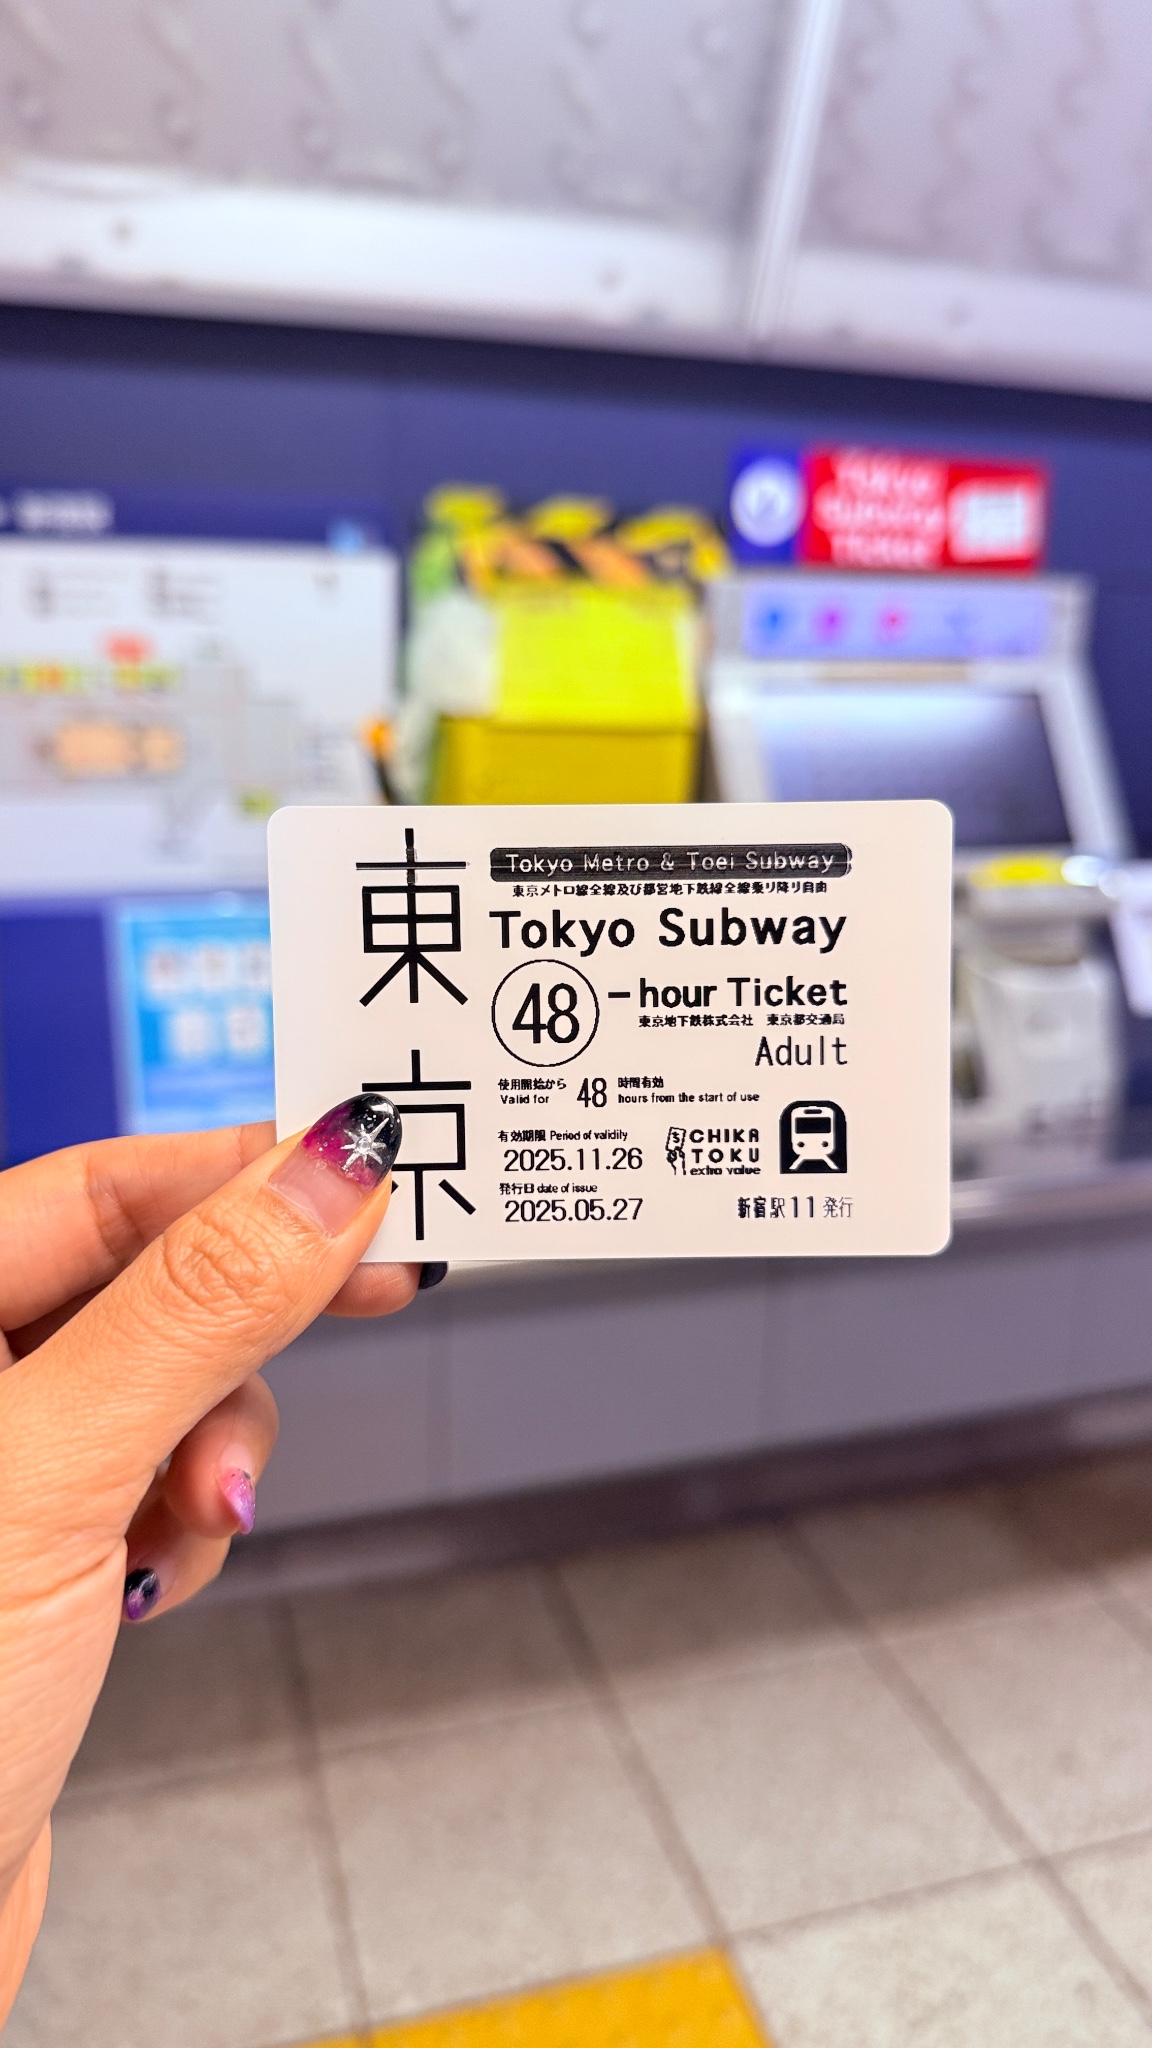 Tokyo
Subway
TICKET
東京
Tokyo Metro & Toei Subway
東京メトロ線全線及び都営地下鉄線全線乗り降り自由
Tokyo Subway
48-hour Ticket
東京地下鉄株式会社 東京都交通局
Adult
使用開始から 48 時間有効
Valid for hours from the start of use
有効期限 Period of validity
2025.11.26
CHIKA
TOKU
extra value
発行日 date of issue
2025.05.27
新宿駅11発行